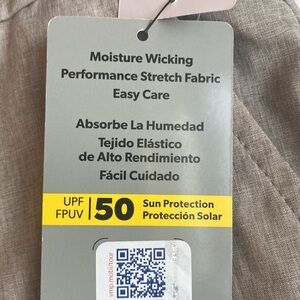 Moisture Wicking
Performance Stretch Fabric
Easy Care
Absorbe La Humedad
Tejido Elástico
de Alto Rendimiento
Fácil Cuidado
UPF
FPUV
50
Sun Protection
Protección Solar